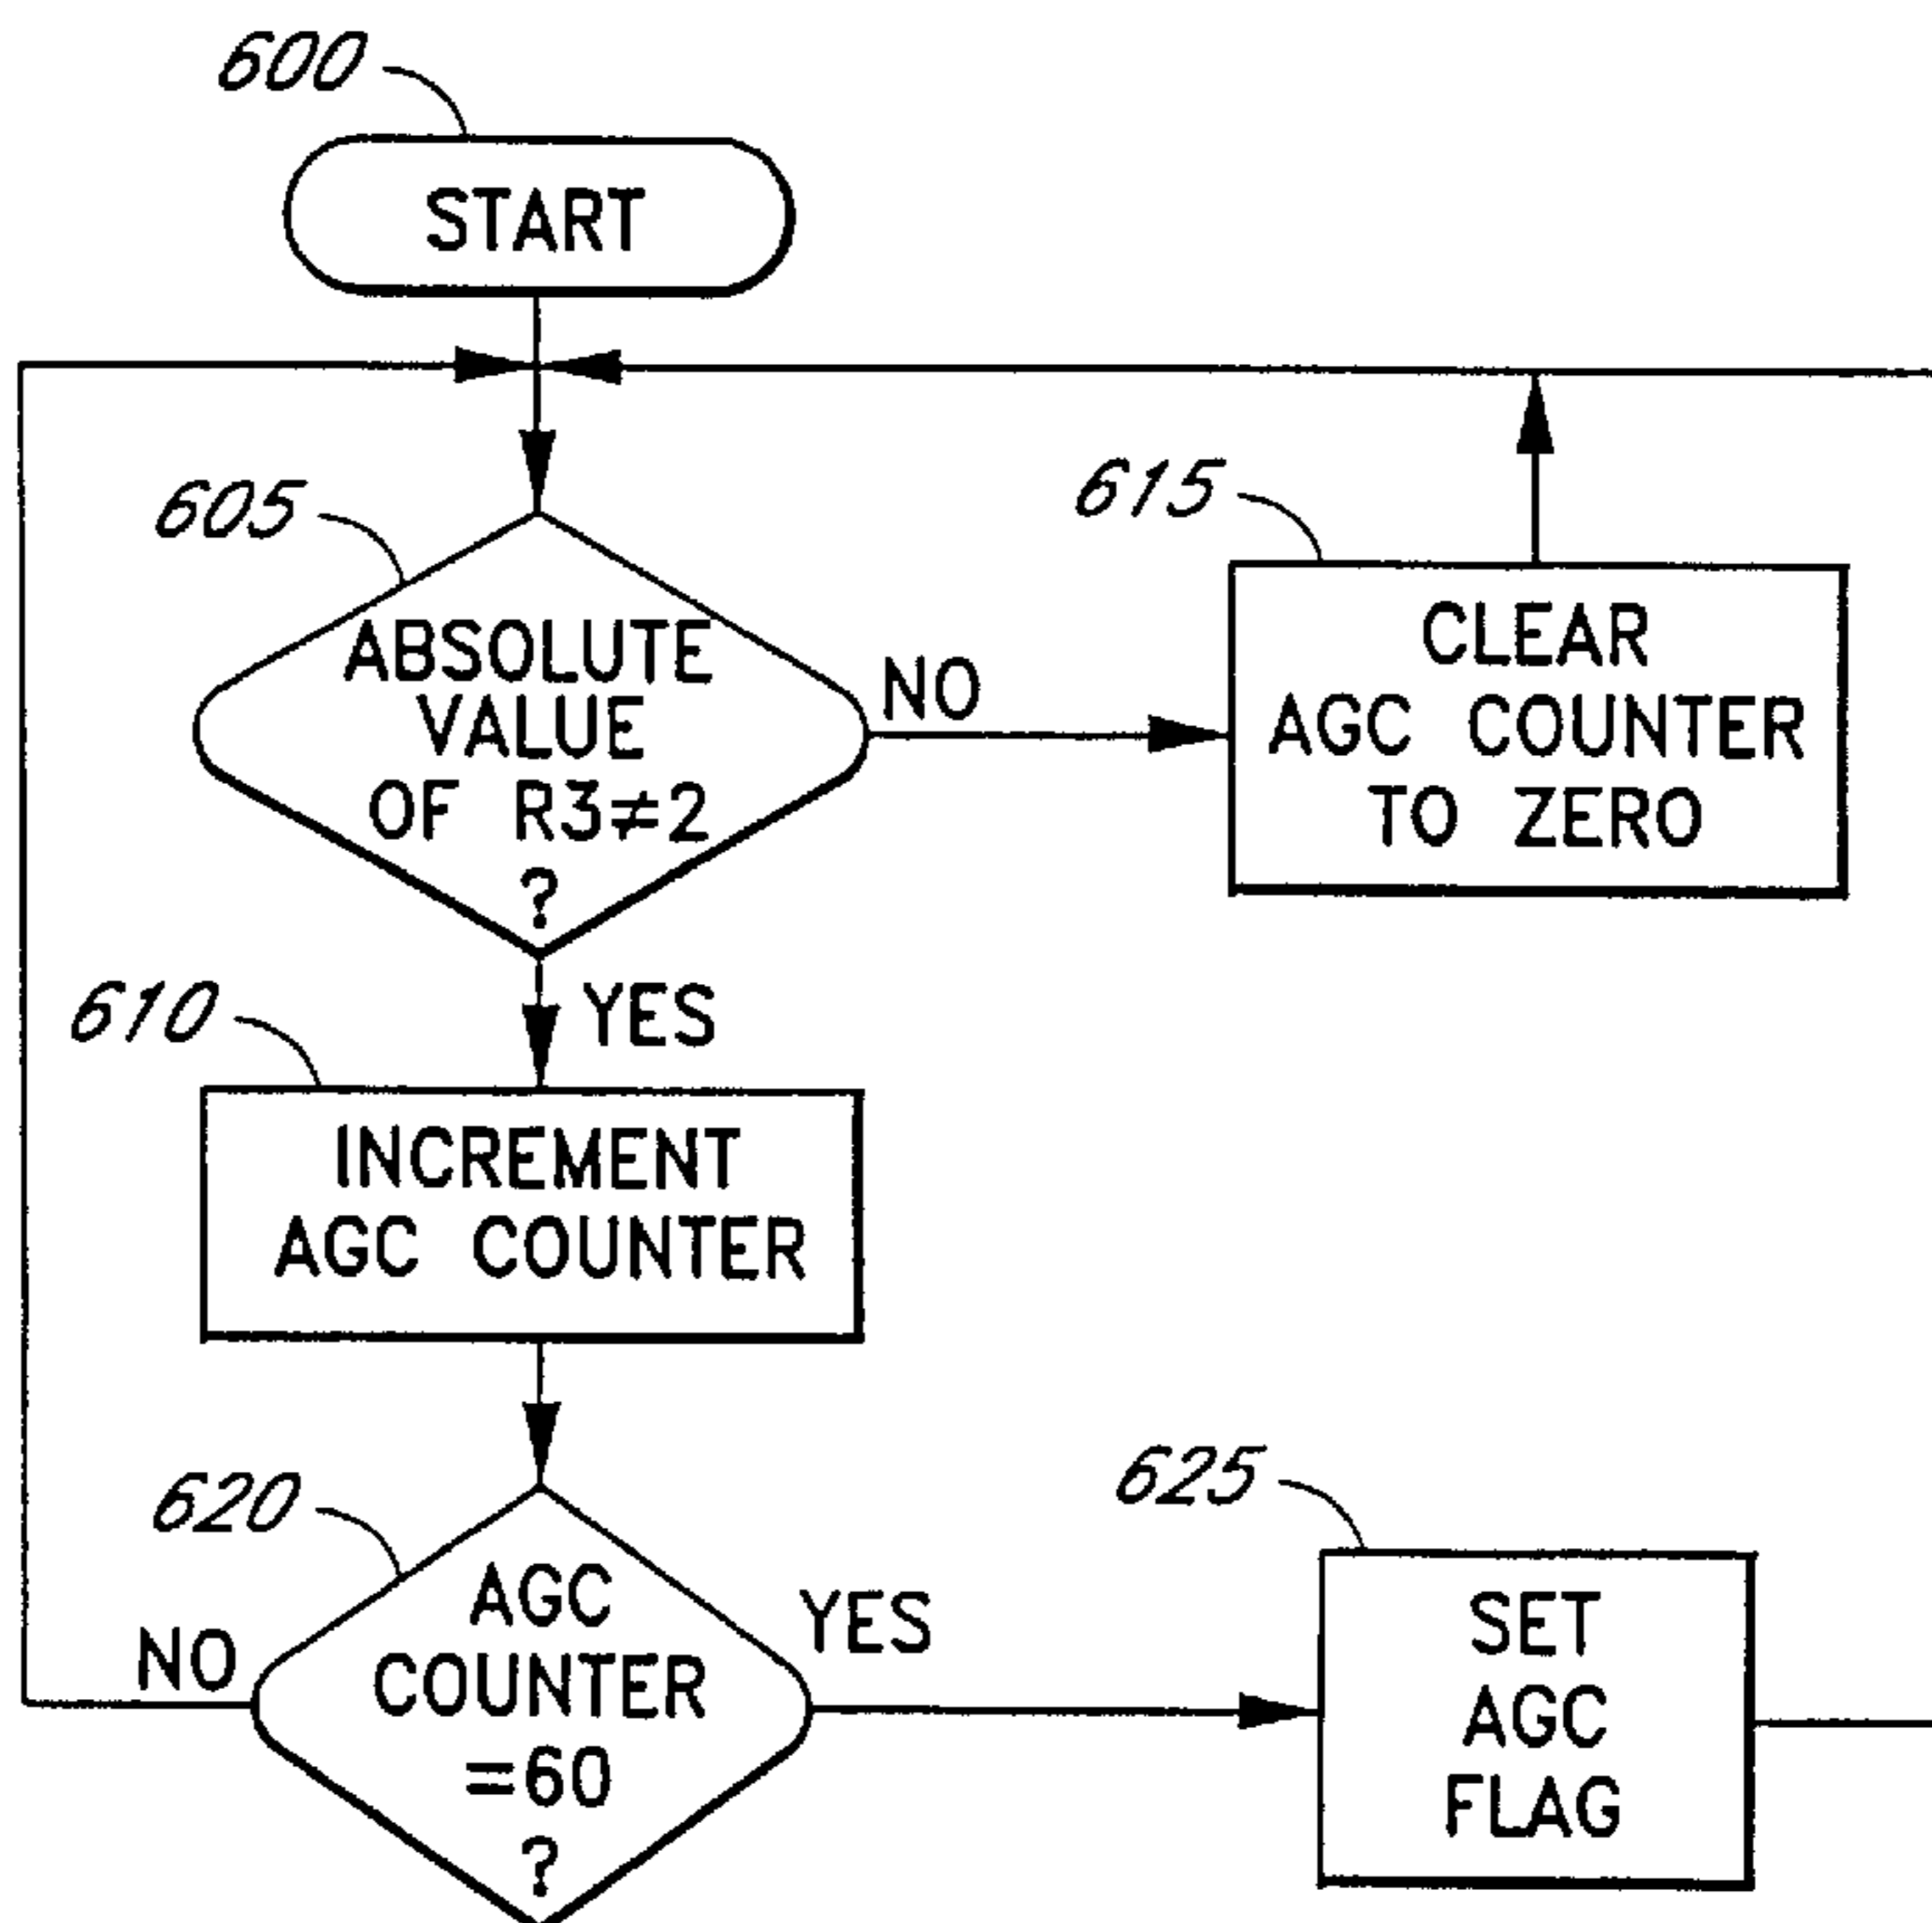 600
START
605
ABSOLUTE
VALUE
OF R3≠2
?
NO
615
CLEAR
AGC COUNTER
TO ZERO
YES
610
INCREMENT
AGC COUNTER
620
AGC
COUNTER
=60
?
NO
YES
625
SET
AGC
FLAG